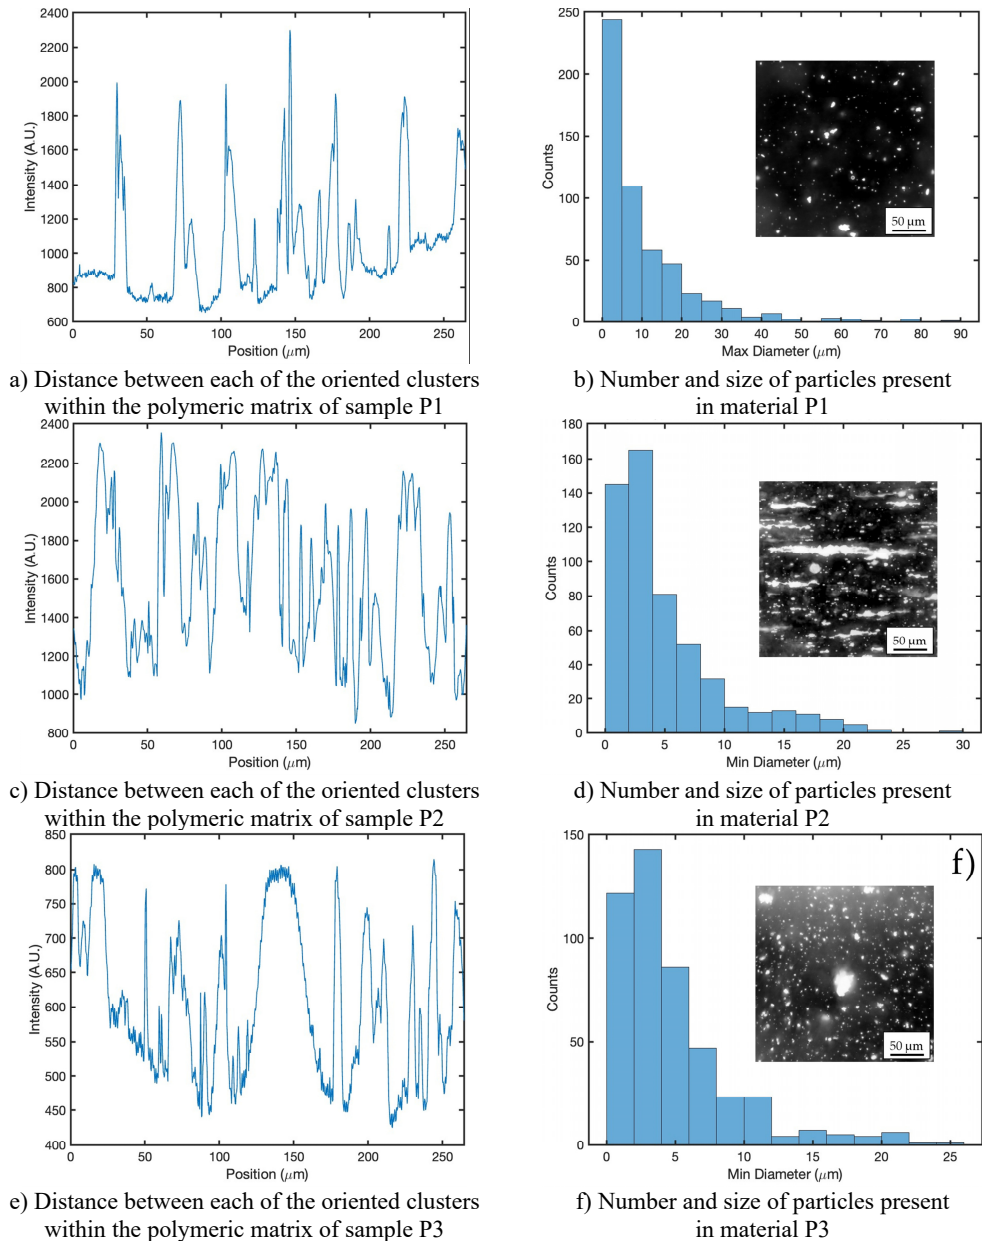 2400
2200
2000
1800
1600
1400
1200
1000
800
600
Intensity (A.U.)
0 50 100 150 200 250
Position (μm)
250
200
150
100
50
0
Counts
50 μm
0 10 20 30 40 50 60 70 80 90
Max Diameter (μm)
a) Distance between each of the oriented clusters
within the polymeric matrix of sample P1
b) Number and size of particles present
in material P1
2400
2200
2000
1800
1600
1400
1200
1000
800
Intensity (A.U.)
0 50 100 150 200 250
Position (μm)
180
160
140
120
100
80
60
40
20
0
Counts
50 μm
0 5 10 15 20 25 30
Min Diameter (μm)
c) Distance between each of the oriented clusters
within the polymeric matrix of sample P2
d) Number and size of particles present
in material P2
850
800
750
700
650
600
550
500
450
400
Intensity (A.U.)
0 50 100 150 200 250
Position (μm)
150
100
50
0
Counts
f)
50 μm
0 5 10 15 20 25
Min Diameter (μm)
e) Distance between each of the oriented clusters
within the polymeric matrix of sample P3
f) Number and size of particles present
in material P3